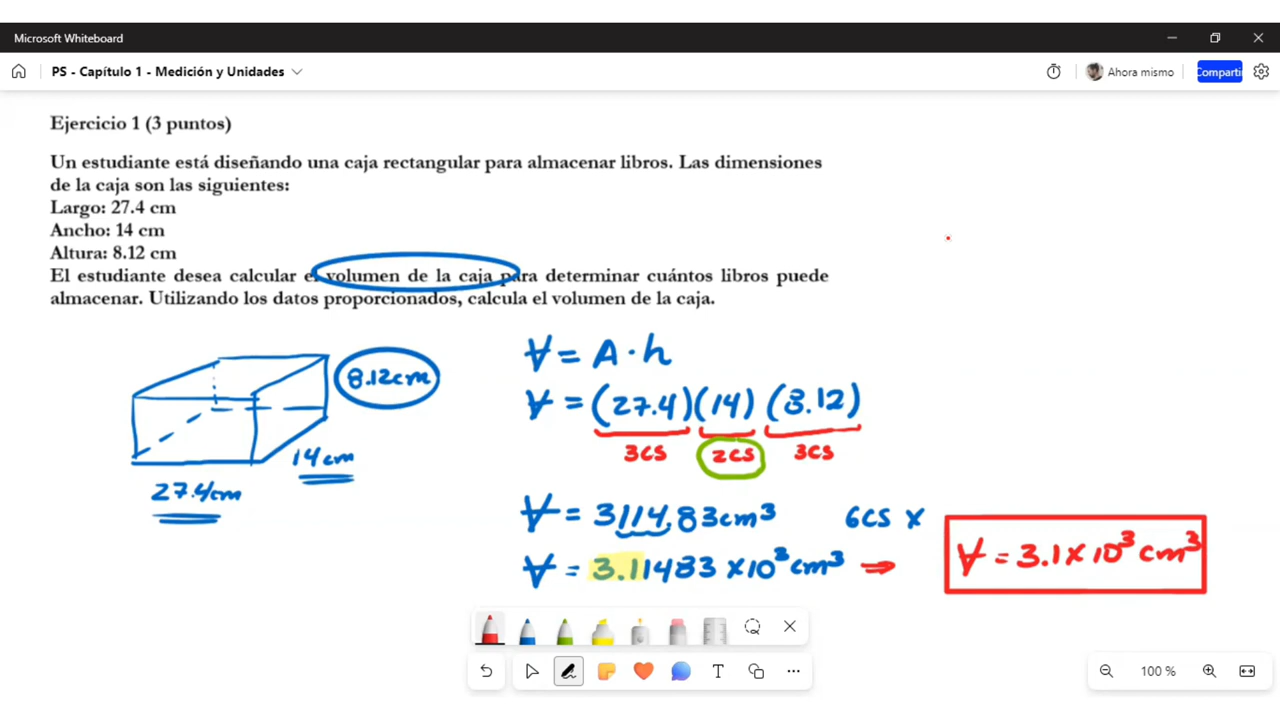 Microsoft Whiteboard
PS - Capítulo 1 - Medición y Unidades
Ahora mismo
Comparti
Ejercicio 1 (3 puntos)
Un estudiante está diseñando una caja rectangular para almacenar libros. Las dimensiones
de la caja son las siguientes:
Largo: 27.4 cm
Ancho: 14 cm
Altura: 8.12 cm
El estudiante desea calcular el volumen de la caja para determinar cuántos libros puede
almacenar. Utilizando los datos proporcionados, calcula el volumen de la caja.
8.12cm
14cm
27.4cm
V = A · h
V = (27.4)(14)(8.12)
3CS 2CS 3CS
V = 3114.83cm³ 6CS x
V = 3.11483 x10³ cm³ ⇒
V = 3.1 x 10³ cm³
T
100 %